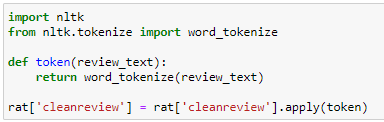 import nltk
from nltk.tokenize import word_tokenize

def token(review_text):
    return word_tokenize(review_text)

rat['cleanreview'] = rat['cleanreview'].apply(token)